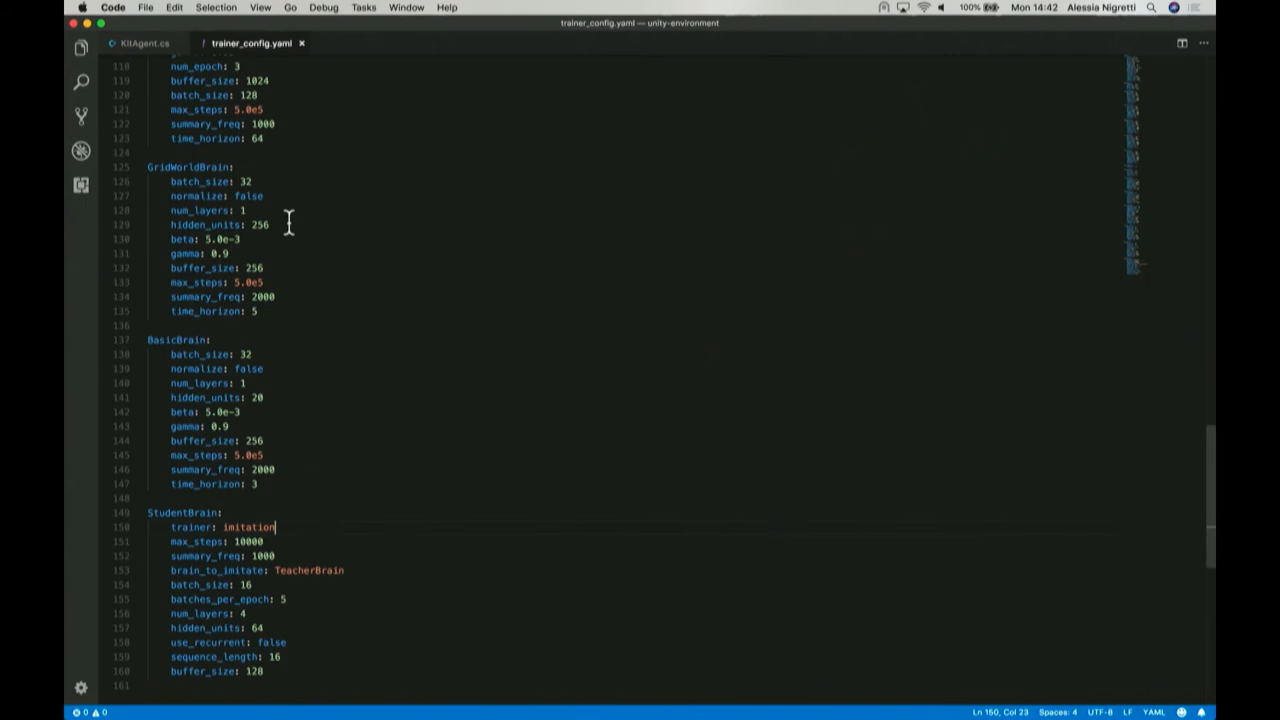 Code File Edit Selection View Go Debug Tasks Window Help 100% Mon 14:42 Alessia Nigretti
trainer_config.yaml — unity-environment
KitAgent.cs trainer_config.yaml
118 num_epoch: 3
119 buffer_size: 1024
120 batch_size: 128
121 max_steps: 5.0e5
122 summary_freq: 1000
123 time_horizon: 64
124
125 GridWorldBrain:
126 batch_size: 32
127 normalize: false
128 num_layers: 1
129 hidden_units: 256
130 beta: 5.0e-3
131 gamma: 0.9
132 buffer_size: 256
133 max_steps: 5.0e5
134 summary_freq: 2000
135 time_horizon: 5
136
137 BasicBrain:
138 batch_size: 32
139 normalize: false
140 num_layers: 1
141 hidden_units: 20
142 beta: 5.0e-3
143 gamma: 0.9
144 buffer_size: 256
145 max_steps: 5.0e5
146 summary_freq: 2000
147 time_horizon: 3
148
149 StudentBrain:
150 trainer: imitation
151 max_steps: 10000
152 summary_freq: 1000
153 brain_to_imitate: TeacherBrain
154 batch_size: 16
155 batches_per_epoch: 5
156 num_layers: 4
157 hidden_units: 64
158 use_recurrent: false
159 sequence_length: 16
160 buffer_size: 128
161
0 0 Ln 150, Col 23 Spaces: 4 UTF-8 LF YAML